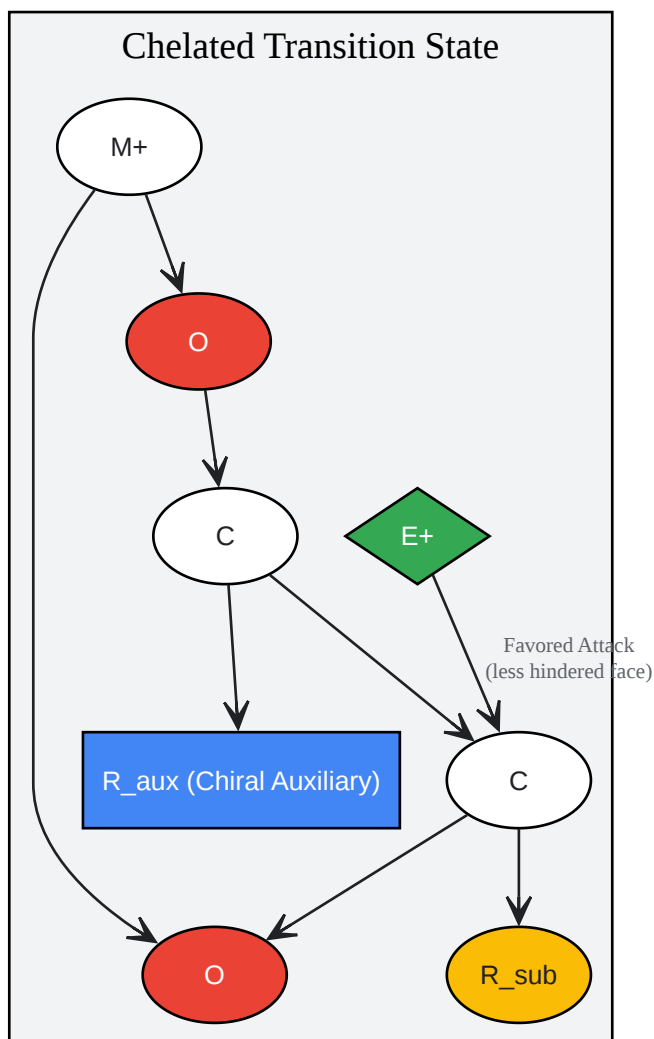 Chelated Transition State
M+
O
C
E+
Favored Attack
(less hindered face)
R_aux (Chiral Auxiliary)
C
O
R_sub